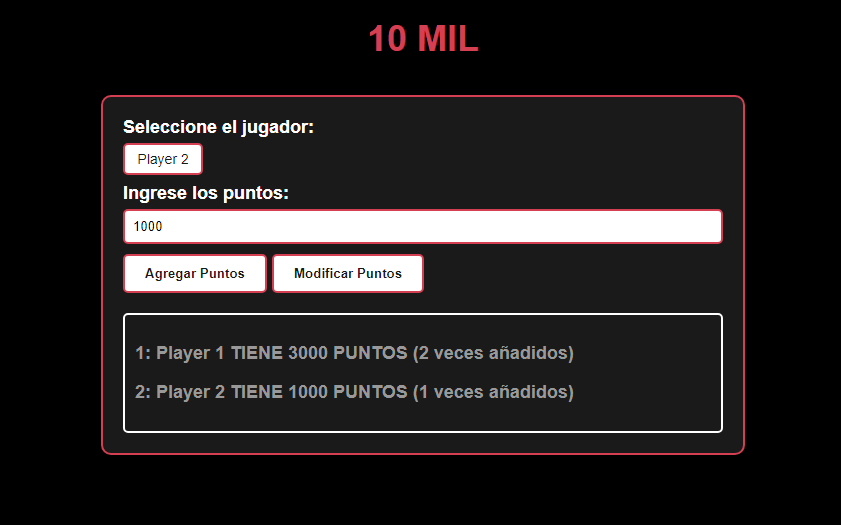 10 MIL
Seleccione el jugador:
Player 2
Ingrese los puntos:
1000
Agregar Puntos Modificar Puntos
1: Player 1 TIENE 3000 PUNTOS (2 veces añadidos)
2: Player 2 TIENE 1000 PUNTOS (1 veces añadidos)